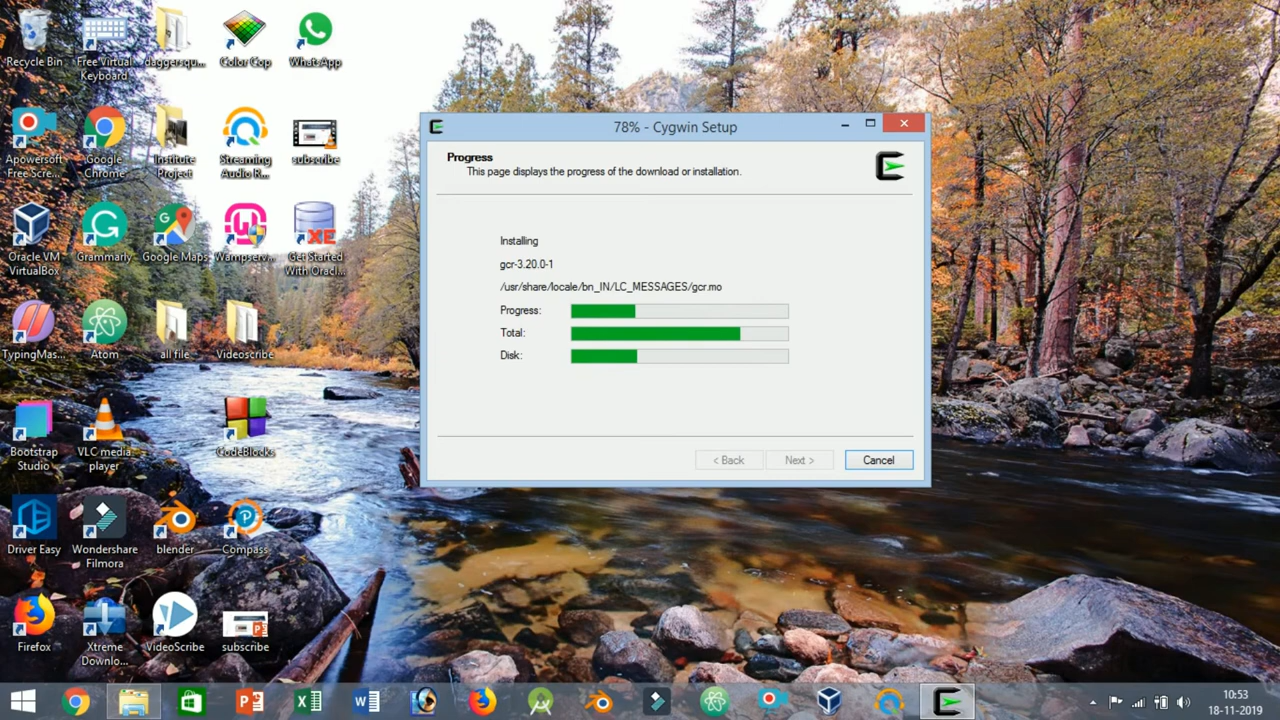 Recycle Bin
Free Virtual
Keyboard
daggersqu...
Color Cop
WhatsApp
Apowersoft
Free Scre...
Google
Chrome
Institute
Project
Streaming
Audio R...
subscribe
Oracle VM
VirtualBox
Grammarly
Google Maps
Wampserv...
Get Started
With Oracl...
XE
TypingMas...
Atom
all file
Videoscribe
Bootstrap
Studio
VLC media
player
CodeBlocks
Driver Easy
Wondershare
Filmora
blender
Compass
Firefox
Xtreme
Downlo...
VideoScribe
subscribe
78% - Cygwin Setup
Progress
This page displays the progress of the download or installation.
Installing
gcr-3.20.0-1
/usr/share/locale/bn_IN/LC_MESSAGES/gcr.mo
Progress:
Total:
Disk:
< Back
Next >
Cancel
10:53
18-11-2019